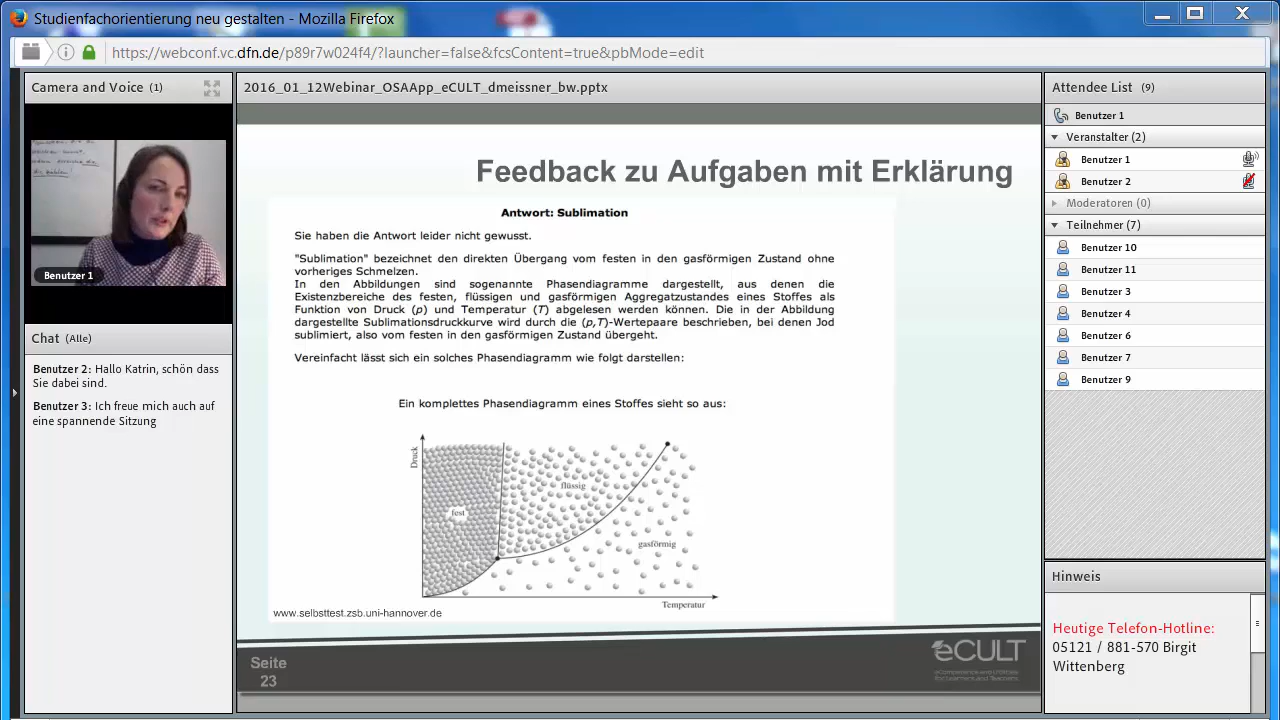 Studienfachorientierung neu gestalten - Mozilla Firefox
https://webconf.vc.dfn.de/p89r7w024f4/?launcher=false&fcsContent=true&pbMode=edit
Camera and Voice (1)
Benutzer 1
Chat (Alle)
Benutzer 2: Hallo Katrin, schön dass
Sie dabei sind.
Benutzer 3: Ich freue mich auch auf
eine spannende Sitzung
2016_01_12Webinar_OSAApp_eCULT_dmeissner_bw.pptx
Feedback zu Aufgaben mit Erklärung
Antwort: Sublimation
Sie haben die Antwort leider nicht gewusst.
"Sublimation" bezeichnet den direkten Übergang vom festen in den gasförmigen Zustand ohne
vorheriges Schmelzen.
In den Abbildungen sind sogenannte Phasendiagramme dargestellt, aus denen die
Existenzbereiche des festen, flüssigen und gasförmigen Aggregatzustandes eines Stoffes als
Funktion von Druck (p) und Temperatur (T) abgelesen werden können. Die in der Abbildung
dargestellte Sublimationsdruckkurve wird durch die (p,T)-Wertepaare beschrieben, bei denen Jod
sublimiert, also vom festen in den gasförmigen Zustand übergeht.
Vereinfacht lässt sich ein solches Phasendiagramm wie folgt darstellen:
Ein komplettes Phasendiagramm eines Stoffes sieht so aus:
Druck
flüssig
fest
gasförmig
Temperatur
www.selbsttest.zsb.uni-hannover.de
Seite
23
eCULT
Attendee List (9)
Benutzer 1
Veranstalter (2)
Benutzer 1
Benutzer 2
Moderatoren (0)
Teilnehmer (7)
Benutzer 10
Benutzer 11
Benutzer 3
Benutzer 4
Benutzer 6
Benutzer 7
Benutzer 9
Hinweis
Heutige Telefon-Hotline:
05121 / 881-570 Birgit
Wittenberg